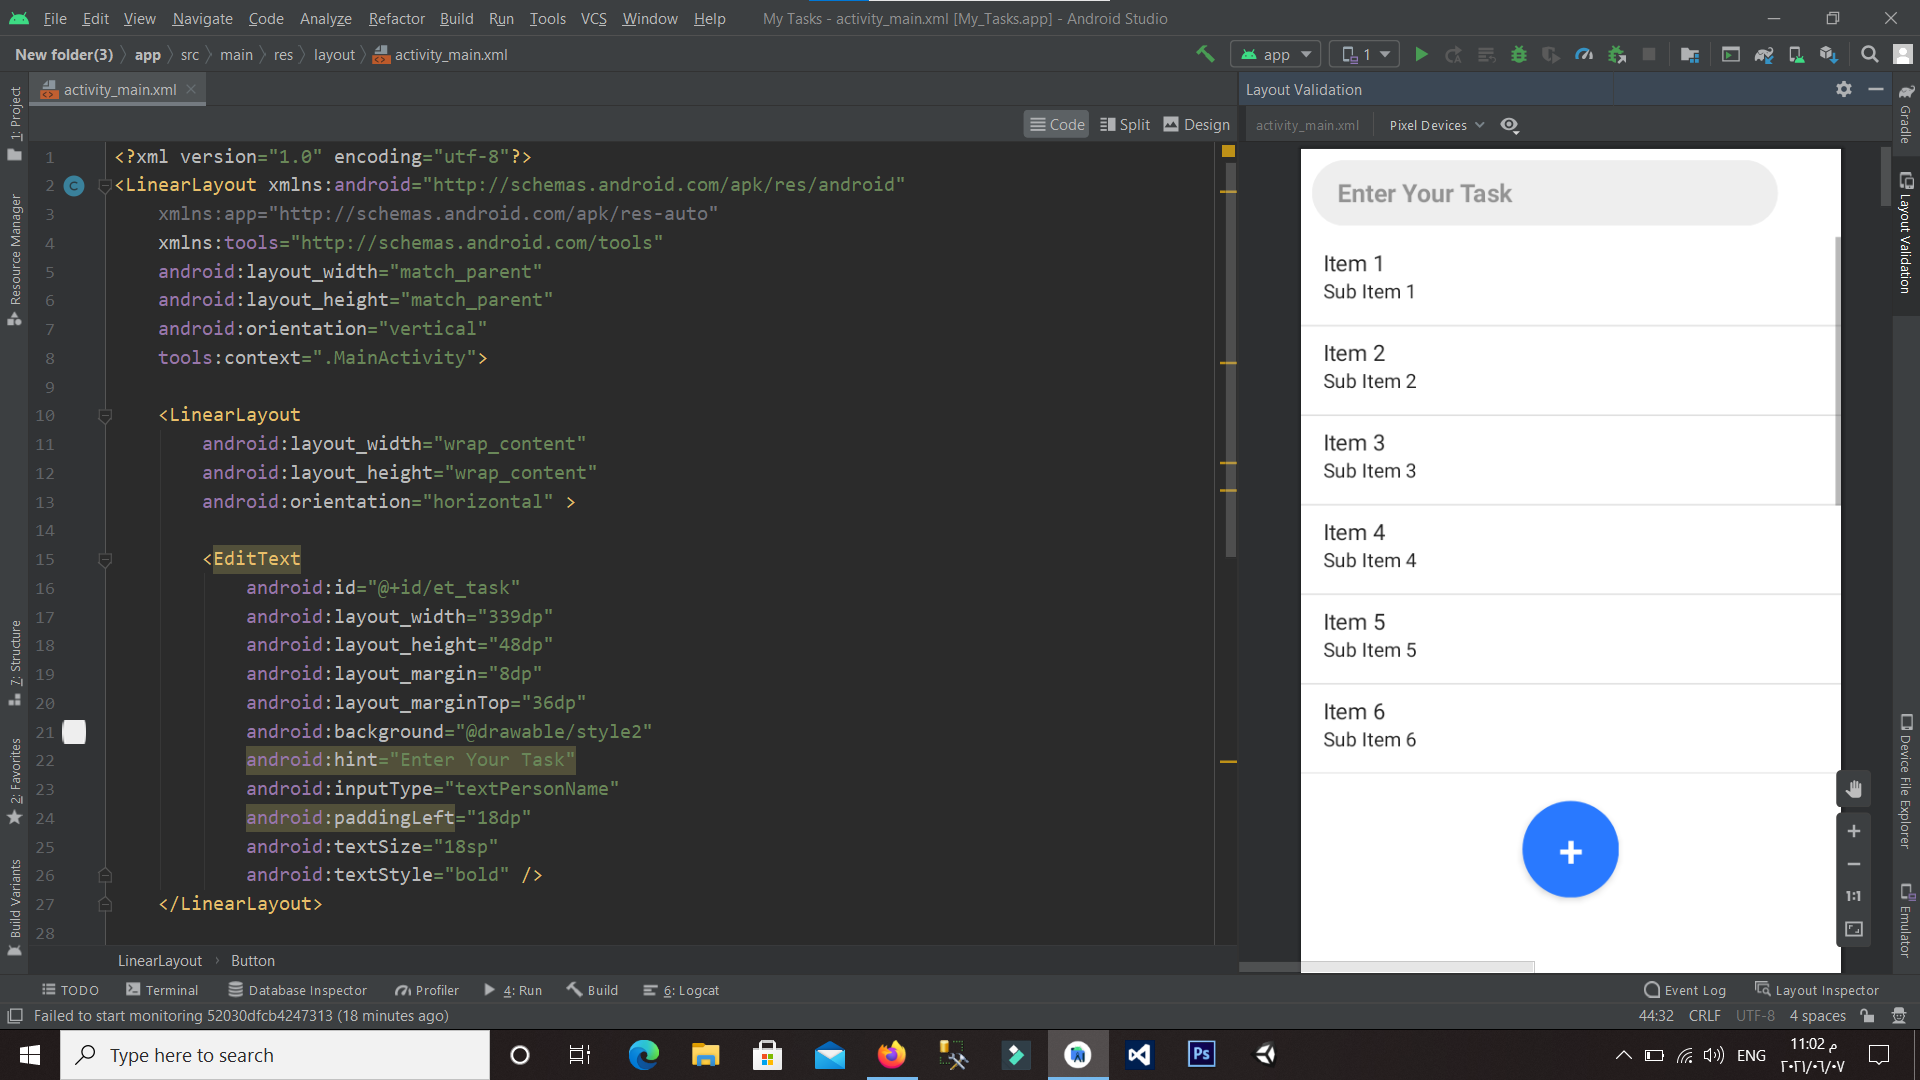 File Edit View Navigate Code Analyze Refactor Build Run Tools VCS Window Help My Tasks - activity_main.xml [My_Tasks.app] - Android Studio
New folder(3) app src main res layout activity_main.xml app 1
activity_main.xml
Layout Validation
Code Split Design
activity_main.xml Pixel Devices
1 <?xml version="1.0" encoding="utf-8"?>
2 C <LinearLayout xmlns:android="http://schemas.android.com/apk/res/android"
3 xmlns:app="http://schemas.android.com/apk/res-auto"
4 xmlns:tools="http://schemas.android.com/tools"
5 android:layout_width="match_parent"
6 android:layout_height="match_parent"
7 android:orientation="vertical"
8 tools:context=".MainActivity">
9
10 <LinearLayout
11 android:layout_width="wrap_content"
12 android:layout_height="wrap_content"
13 android:orientation="horizontal" >
14
15 <EditText
16 android:id="@+id/et_task"
17 android:layout_width="339dp"
18 android:layout_height="48dp"
19 android:layout_margin="8dp"
20 android:layout_marginTop="36dp"
21 android:background="@drawable/style2"
22 android:hint="Enter Your Task"
23 android:inputType="textPersonName"
24 android:paddingLeft="18dp"
25 android:textSize="18sp"
26 android:textStyle="bold" />
27 </LinearLayout>
28
LinearLayout Button
Enter Your Task
Item 1
Sub Item 1
Item 2
Sub Item 2
Item 3
Sub Item 3
Item 4
Sub Item 4
Item 5
Sub Item 5
Item 6
Sub Item 6
+
1:1
1: Project
Resource Manager
7: Structure
2: Favorites
Build Variants
Gradle
Layout Validation
Device File Explorer
Emulator
TODO Terminal Database Inspector Profiler 4: Run Build 6: Logcat Event Log Layout Inspector
Failed to start monitoring 52030dfcb4247313 (18 minutes ago) 44:32 CRLF UTF-8 4 spaces
Type here to search Ps ENG
11:02 م
٢٠٢١/٠٦/٠٧